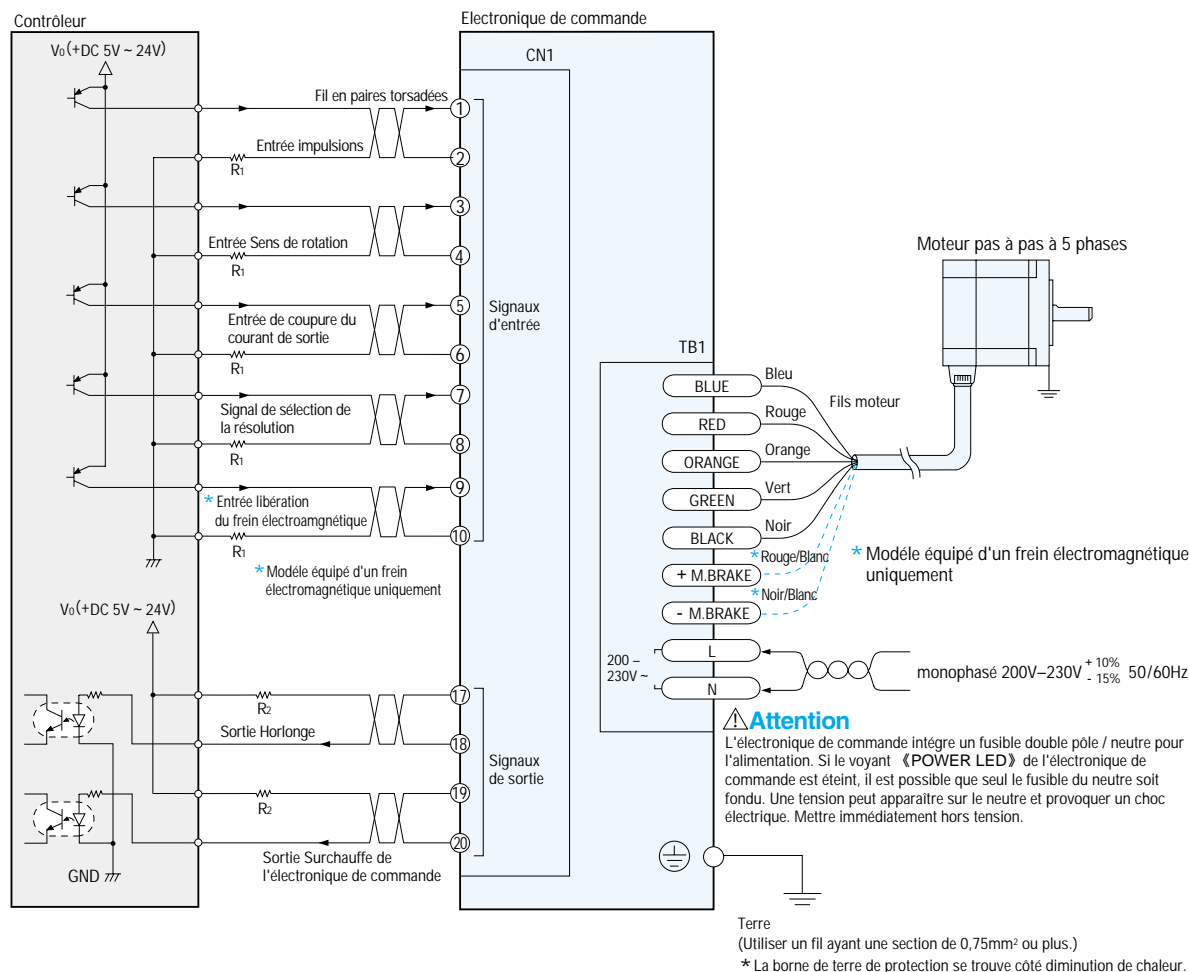 Contrôleur
Electronique de commande
V0(+DC 5V ~ 24V)
CN1
Fil en paires torsadées
1
Entrée impulsions
2
R1
3
Entrée Sens de rotation
4
R1
5
Entrée de coupure du
courant de sortie
6
R1
Signaux
d'entrée
7
Signal de sélection de
la résolution
8
R1
9
* Entrée libération
du frein électroamgnétique
10
R1
* Modéle équipé d'un frein
électromagnétique uniquement
Moteur pas à pas à 5 phases
TB1
BLUE
Bleu
Fils moteur
RED
Rouge
ORANGE
Orange
GREEN
Vert
BLACK
Noir
+ M.BRAKE
* Rouge/Blanc
- M.BRAKE
* Noir/Blanc
* Modéle équipé d'un frein électromagnétique
uniquement
200 –
230V ~
L
N
monophasé 200V–230V + 10% - 15% 50/60Hz
V0(+DC 5V ~ 24V)
17
R2
Sortie Horlonge
18
Signaux
de sortie
19
R2
20
Sortie Surchauffe de
l'électronique de commande
GND
Attention
L'électronique de commande intégre un fusible double pôle / neutre pour
l'alimentation. Si le voyant 《POWER LED》 de l'électronique de
commande est éteint, il est possible que seul le fusible du neutre soit
fondu. Une tension peut apparaître sur le neutre et provoquer un choc
électrique. Mettre immédiatement hors tension.
Terre
(Utiliser un fil ayant une section de 0,75mm² ou plus.)
* La borne de terre de protection se trouve côté diminution de chaleur.